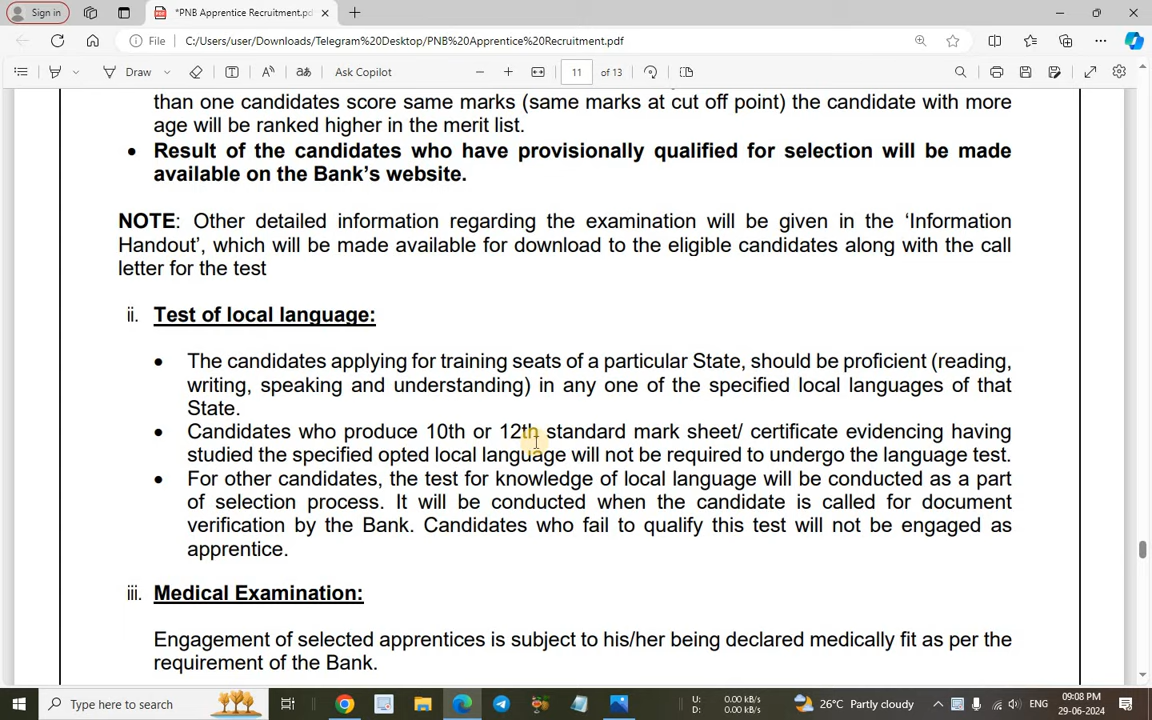 Sign in
*PNB Apprentice Recruitment.pd
File
C:/Users/user/Downloads/Telegram%20Desktop/PNB%20Apprentice%20Recruitment.pdf
Draw
Ask Copilot
11 of 13
than one candidates score same marks (same marks at cut off point) the candidate with more
age will be ranked higher in the merit list.
• Result of the candidates who have provisionally qualified for selection will be made
available on the Bank's website.
NOTE: Other detailed information regarding the examination will be given in the 'Information
Handout', which will be made available for download to the eligible candidates along with the call
letter for the test
ii. Test of local language:
• The candidates applying for training seats of a particular State, should be proficient (reading,
writing, speaking and understanding) in any one of the specified local languages of that
State.
• Candidates who produce 10th or 12th standard mark sheet/ certificate evidencing having
studied the specified opted local language will not be required to undergo the language test.
• For other candidates, the test for knowledge of local language will be conducted as a part
of selection process. It will be conducted when the candidate is called for document
verification by the Bank. Candidates who fail to qualify this test will not be engaged as
apprentice.
iii. Medical Examination:
Engagement of selected apprentices is subject to his/her being declared medically fit as per the
requirement of the Bank.
Type here to search
U: 0.00 kB/s
D: 0.00 kB/s
26°C Partly cloudy
ENG
09:08 PM
29-06-2024